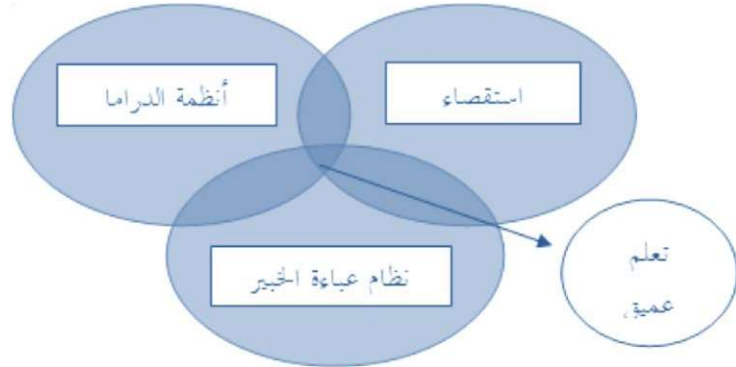 استقصاء
أنظمة الدراما
نظام عباءة الخبير
تعلم
عميق